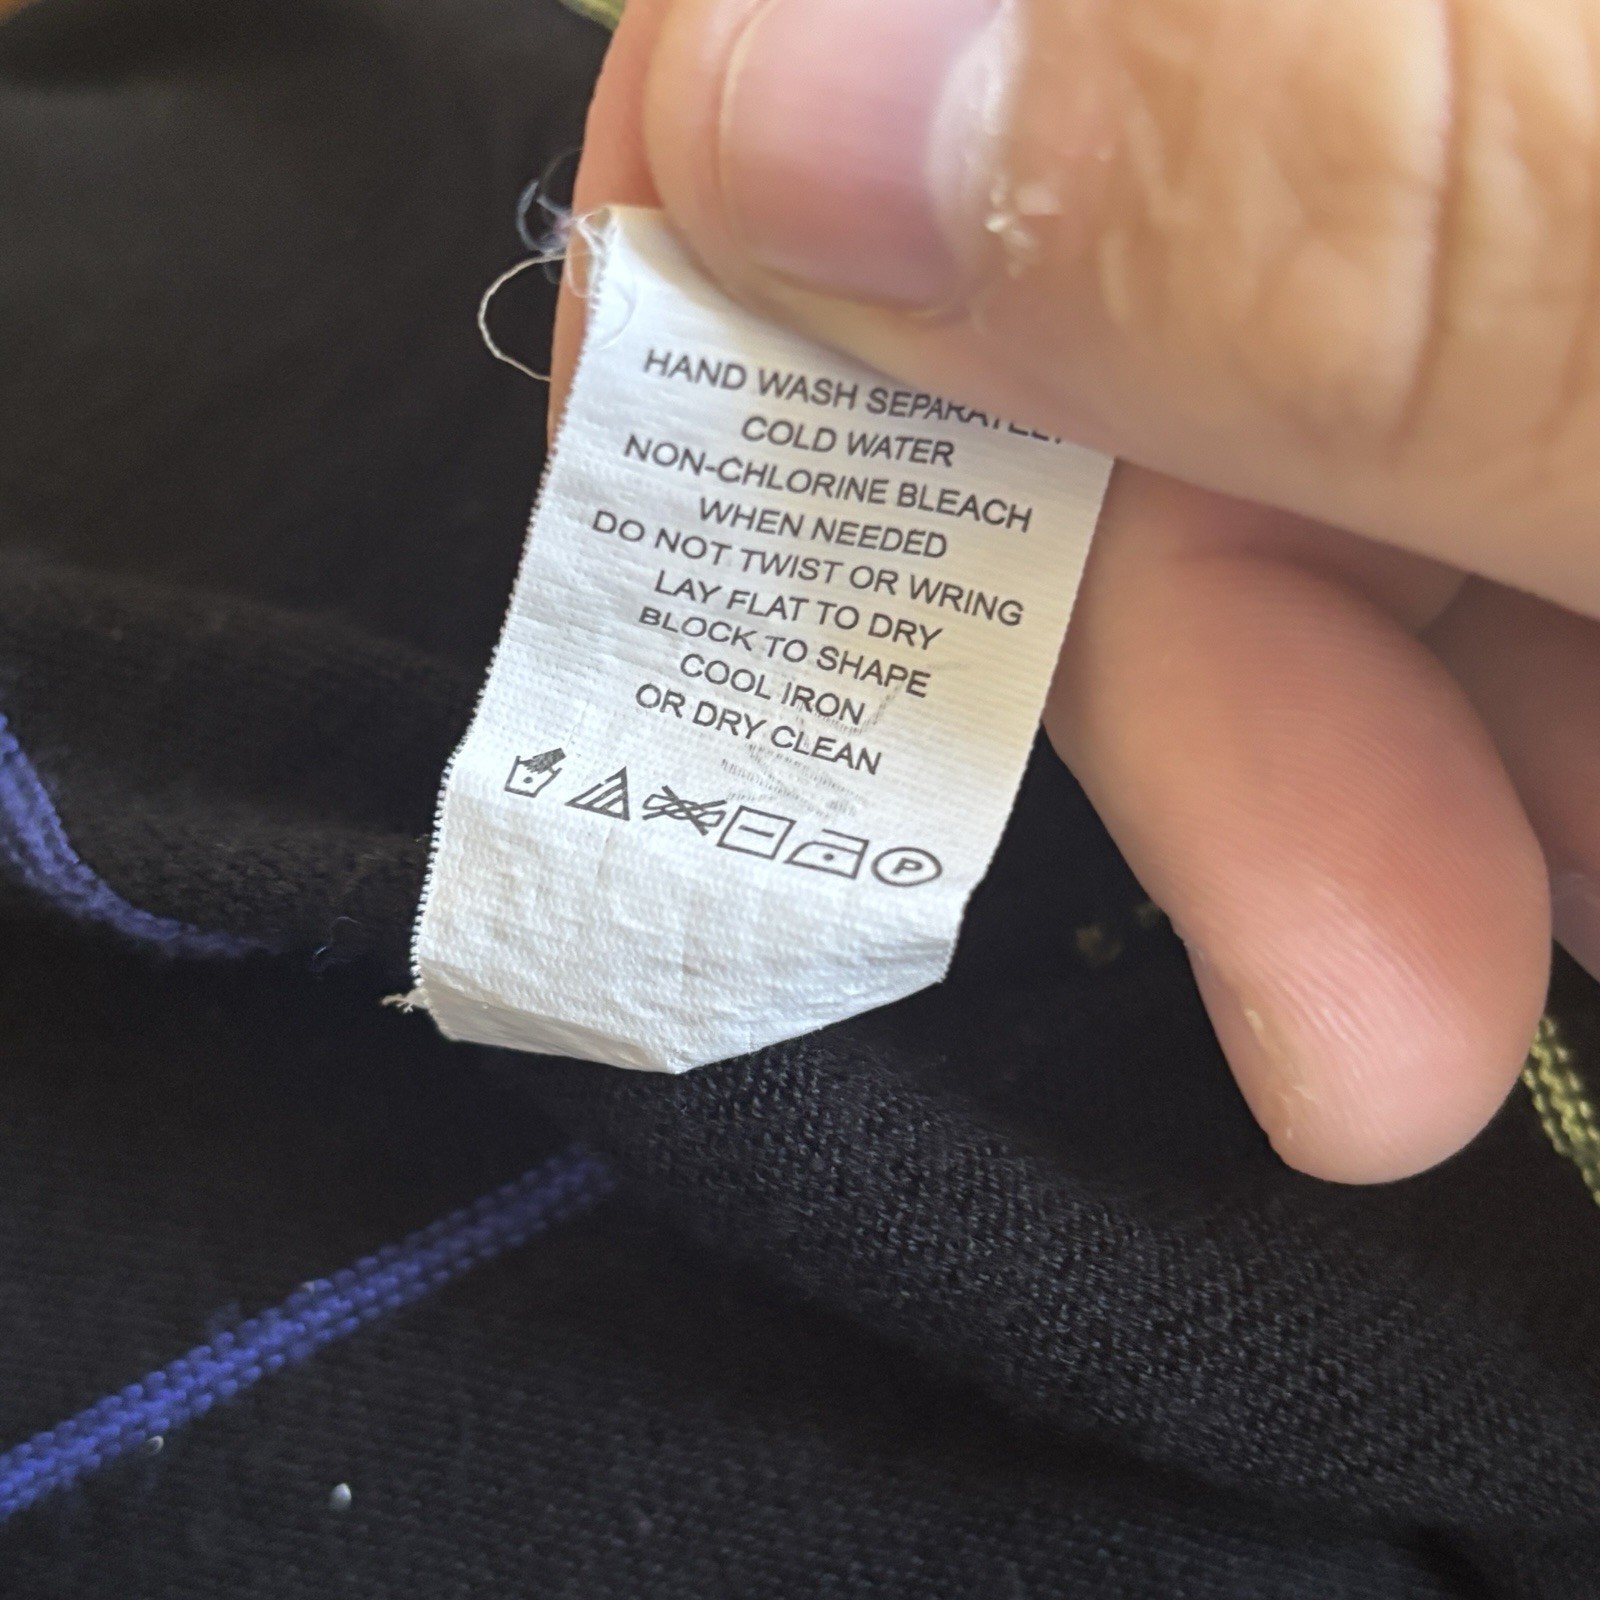 HAND WASH SEPARATELY
COLD WATER
NON-CHLORINE BLEACH
WHEN NEEDED
DO NOT TWIST OR WRING
LAY FLAT TO DRY
BLOCK TO SHAPE
COOL IRON
OR DRY CLEAN
P